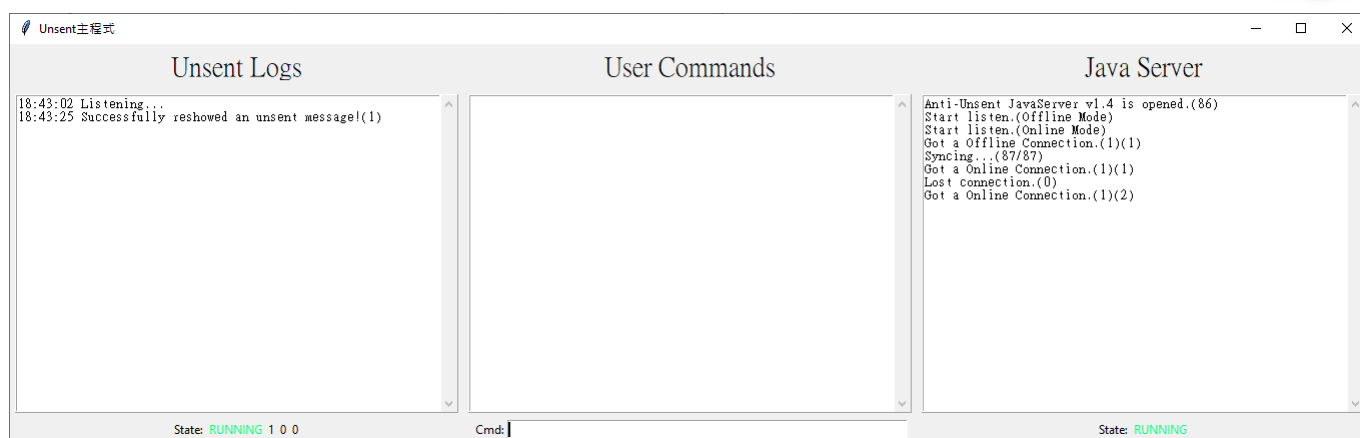 Unsent主程式
Unsent Logs
User Commands
Java Server
18:43:02 Listening...
18:43:25 Successfully reshowed an unsent message!(1)
Anti-Unsent JavaServer v1.4 is opened.(86)
Start listen.(Offline Mode)
Start listen.(Online Mode)
Got a Offline Connection.(1)(1)
Syncing...(87/87)
Got a Online Connection.(1)(1)
Lost connection.(0)
Got a Online Connection.(1)(2)
State: RUNNING 1 0 0
Cmd:
State: RUNNING